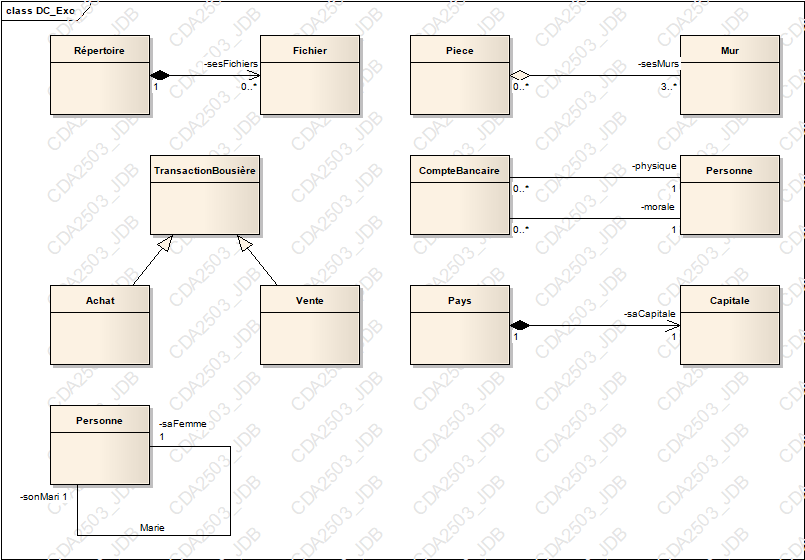 class DC_Exo
Répertoire
Fichier
-sesFichiers
1
0..*
Piece
Mur
-sesMurs
0..*
3..*
TransactionBousière
Achat
Vente
CompteBancaire
Personne
-physique
0..*
1
-morale
0..*
1
Pays
Capitale
-saCapitale
1
1
Personne
-saFemme
1
-sonMari 1
Marie
CDA2503_JDB